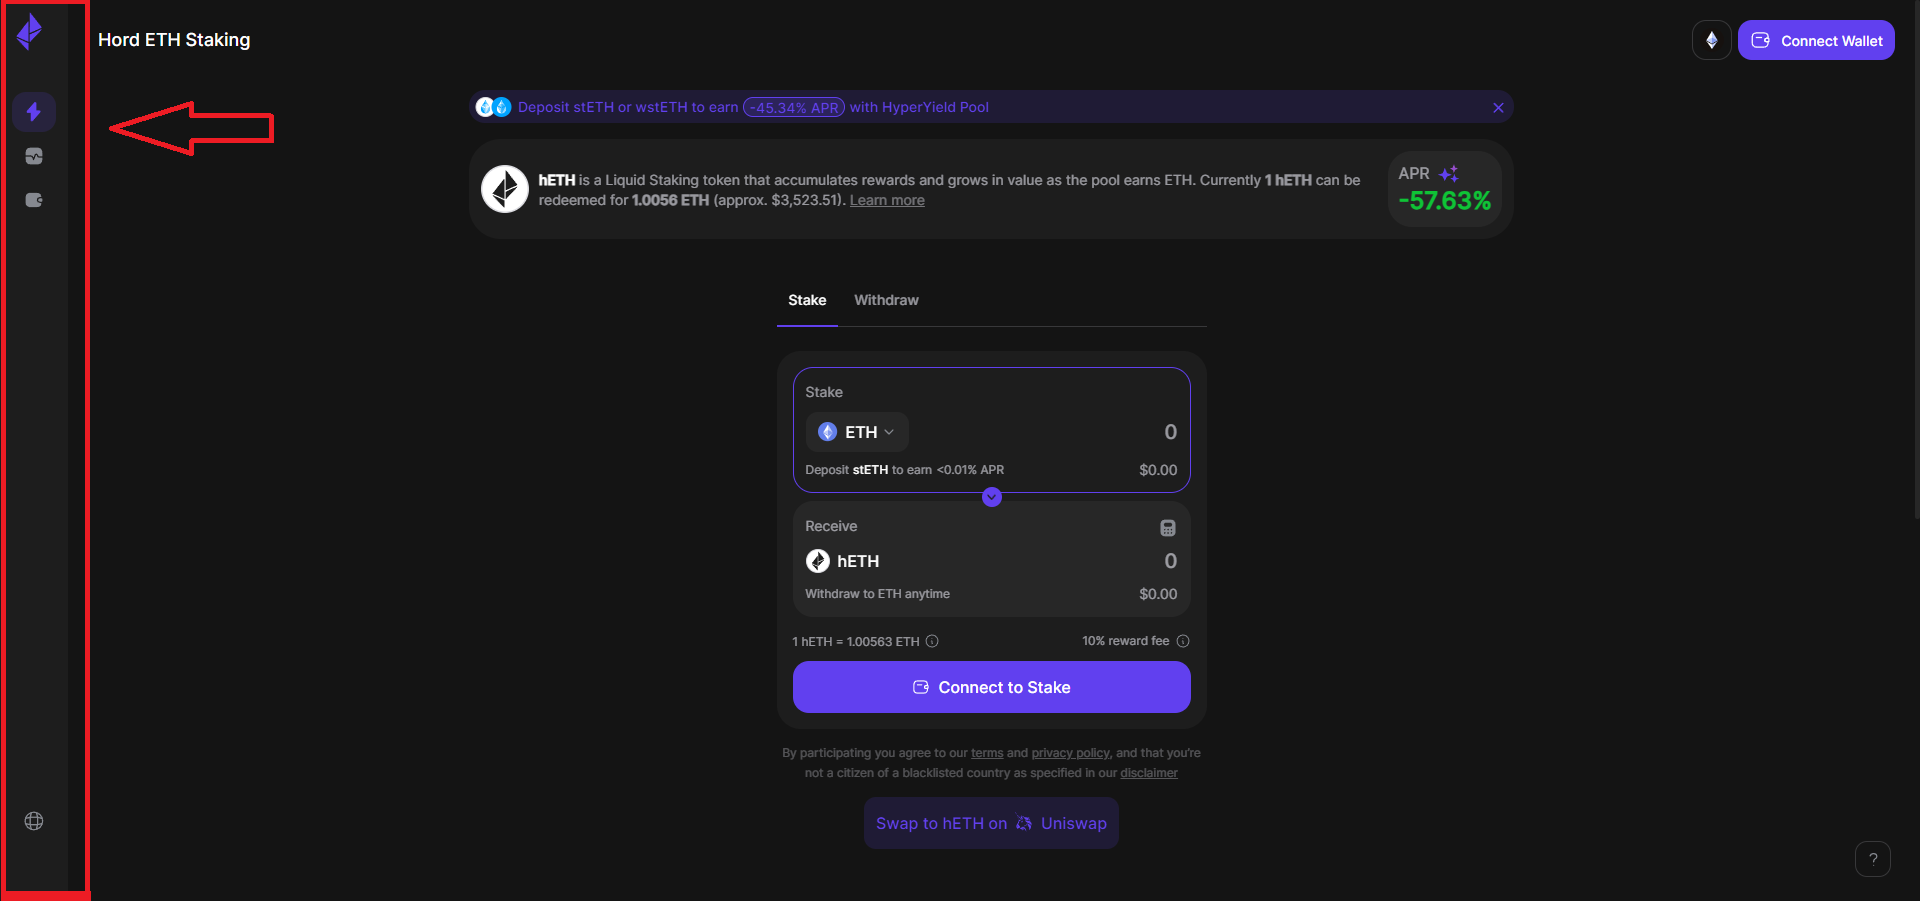 Hord ETH Staking
Connect Wallet
Deposit stETH or wstETH to earn -45.34% APR with HyperYield Pool
hETH is a Liquid Staking token that accumulates rewards and grows in value as the pool earns ETH. Currently 1 hETH can be
redeemed for 1.0056 ETH (approx. $3,523.51). Learn more
APR
-57.63%
Stake Withdraw
Stake
ETH 0
Deposit stETH to earn <0.01% APR $0.00
Receive
hETH 0
Withdraw to ETH anytime $0.00
1 hETH = 1.00563 ETH 10% reward fee
Connect to Stake
By participating you agree to our terms and privacy policy, and that you're
not a citizen of a blacklisted country as specified in our disclaimer
Swap to hETH on Uniswap
?